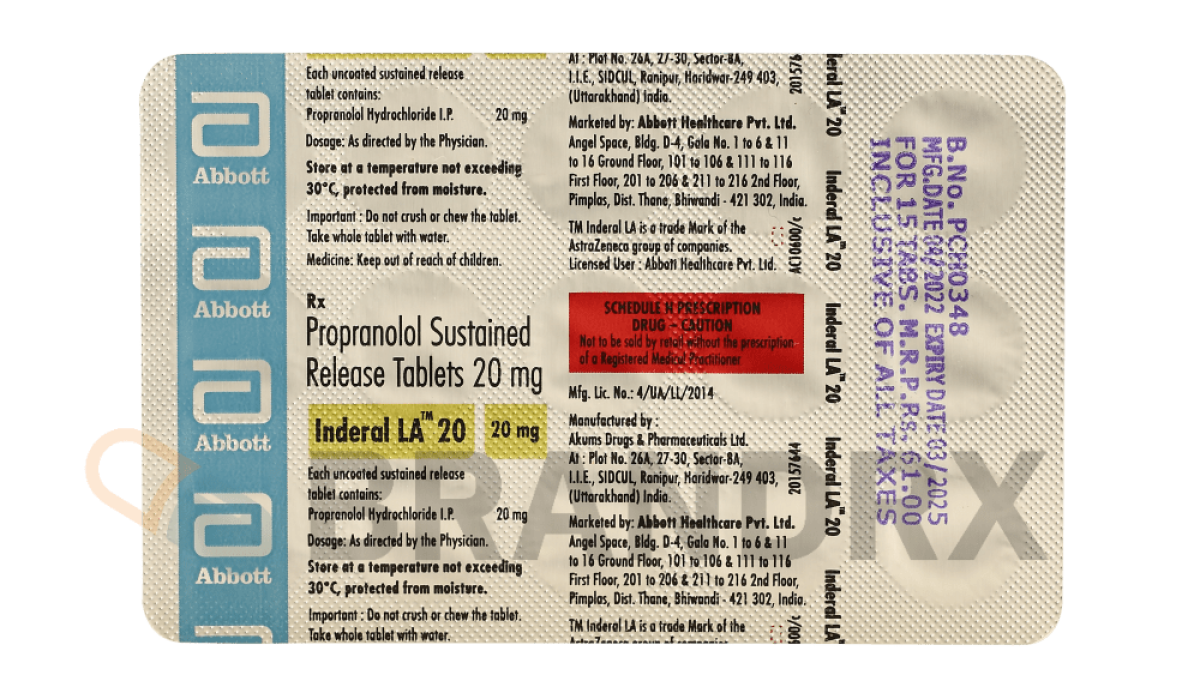 Abbott
Abbott
Abbott
Abbott
Each uncoated sustained release
tablet contains:
Propranolol Hydrochloride I.P. 20 mg
Dosage: As directed by the Physician.
Store at a temperature not exceeding
30°C, protected from moisture.
Important : Do not crush or chew the tablet.
Take whole tablet with water.
Medicine: Keep out of reach of children.
Rx
Propranolol Sustained
Release Tablets 20 mg
Inderal LA™ 20 20 mg
Each uncoated sustained release
tablet contains:
Propranolol Hydrochloride I.P. 20 mg
Dosage: As directed by the Physician.
Store at a temperature not exceeding
30°C, protected from moisture.
Important : Do not crush or chew the tablet.
Take whole tablet with water.
At : Plot No. 26A, 27-30, Sector-8A,
I.I.E., SIDCUL, Ranipur, Haridwar-249 403,
(Uttarakhand) India.
Marketed by: Abbott Healthcare Pvt. Ltd.
Angel Space, Bldg. D-4, Gala No. 1 to 6 & 11
to 16 Ground Floor, 101 to 106 & 111 to 116
First Floor, 201 to 206 & 211 to 216 2nd Floor,
Pimplas, Dist. Thane, Bhiwandi - 421 302, India.
TM Inderal LA is a trade Mark of the
AstraZeneca group of companies.
Licensed User : Abbott Healthcare Pvt. Ltd.
SCHEDULE H PRESCRIPTION
DRUG - CAUTION
Not to be sold by retail without the prescription
of a Registered Medical Practitioner
Mfg. Lic. No.: 4/UA/LL/2014
Manufactured by :
Akums Drugs & Pharmaceuticals Ltd.
At : Plot No. 26A, 27-30, Sector-8A,
I.I.E., SIDCUL, Ranipur, Haridwar-249 403,
(Uttarakhand) India.
Marketed by: Abbott Healthcare Pvt. Ltd.
Angel Space, Bldg. D-4, Gala No. 1 to 6 & 11
to 16 Ground Floor, 101 to 106 & 111 to 116
First Floor, 201 to 206 & 211 to 216 2nd Floor,
Pimplas, Dist. Thane, Bhiwandi - 421 302, India.
TM Inderal LA is a trade Mark of the
2015764
Inderal LA™ 20
Inderal LA™ 20
Inderal LA™ 20
Inderal LA™ 20
B.No. PCH0348
MFG.DATE 09/2022 EXPIRY DATE 03/2025
FOR 15 TABS. M.R.P.RS. 61.00
INCLUSIVE OF ALL TAXES
BRANDRX